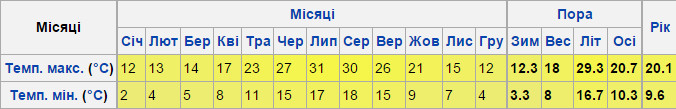 Місяці Місяці Пора Рік
Січ Лют Бер Кві Тра Чер Лип Сер Вер Жов Лис Гру Зим Вес Літ Осі
Темп. макс. (°C) 12 13 14 17 23 27 31 30 26 21 15 12 12.3 18 29.3 20.7 20.1
Темп. мін. (°C) 2 4 5 8 11 15 17 18 15 9 7 4 3.3 8 16.7 10.3 9.6